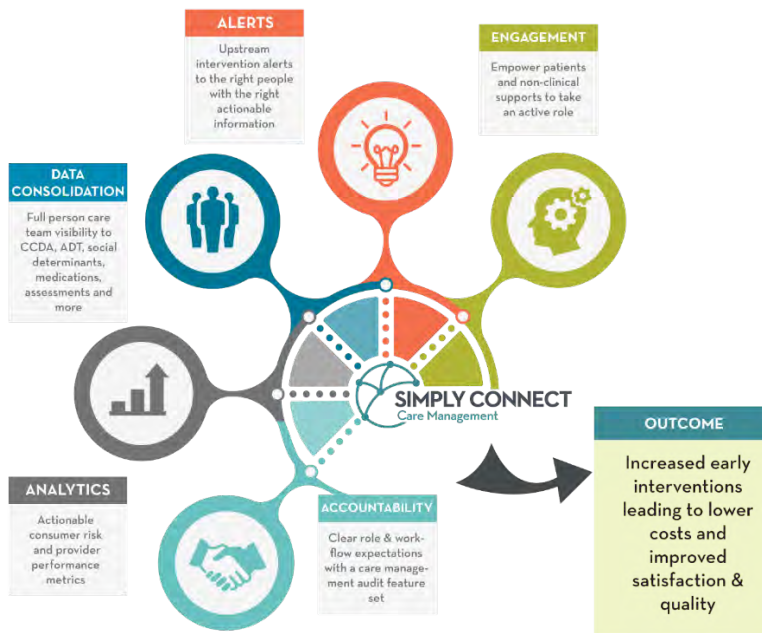 ALERTS
Upstream
intervention alerts
to the right people
with the right
actionable
information
ENGAGEMENT
Empower patients
and non-clinical
supports to take
an active role
DATA
CONSOLIDATION
Full person care
team visibility to
CCDA, ADT, social
determinants,
medications,
assessments and
more
SIMPLY CONNECT
Care Management
ANALYTICS
Actionable
consumer risk
and provider
performance
metrics
ACCOUNTABILITY
Clear role & work-
flow expectations
with a care manage-
ment audit feature
set
OUTCOME
Increased early
interventions
leading to lower
costs and
improved
satisfaction &
quality